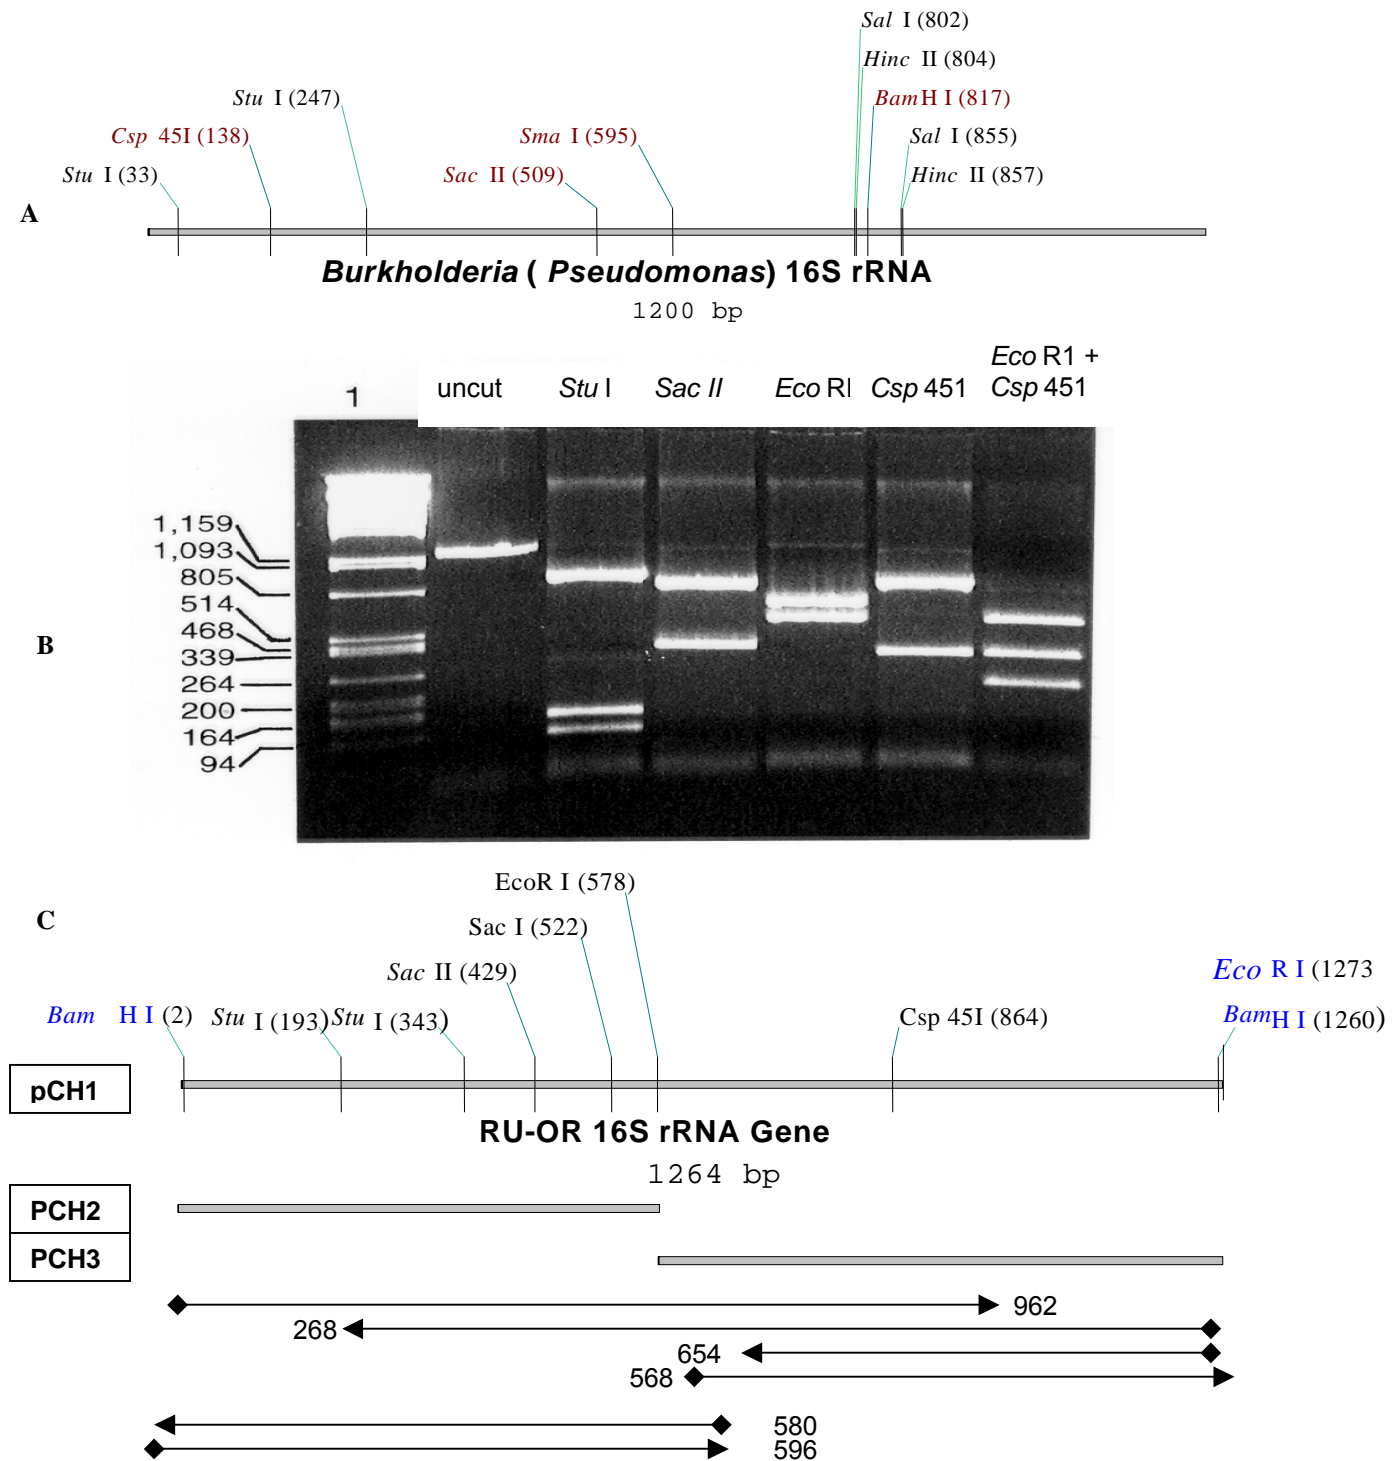 Sal I (802)
Hinc II (804)
Stu I (247)
BamH I (817)
Csp 45I (138)
Sma I (595)
Sal I (855)
Stu I (33)
Sac II (509)
Hinc II (857)
A
Burkholderia ( Pseudomonas) 16S rRNA
1200 bp
1
uncut
Stu I
Sac II
Eco RI
Csp 451
Eco R1 +
Csp 451
1,159
1,093
805
514
468
339
264
200
164
94
B
EcoR I (578)
C
Sac I (522)
Sac II (429)
Eco R I (1273
Bam H I (2)
Stu I (193)
Stu I (343)
Csp 45I (864)
BamH I (1260)
pCH1
RU-OR 16S rRNA Gene
1264 bp
PCH2
PCH3
962
268
654
568
580
596